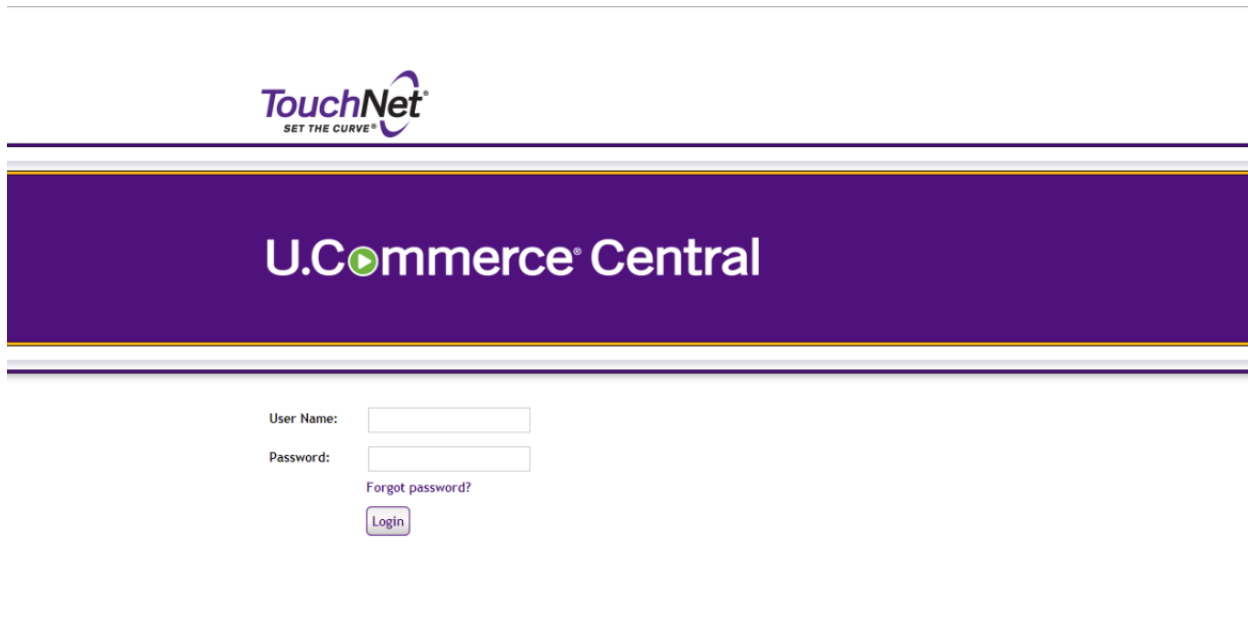 TouchNet®
SET THE CURVE®
U.Commerce® Central
User Name:
Password:
Forgot password?
Login